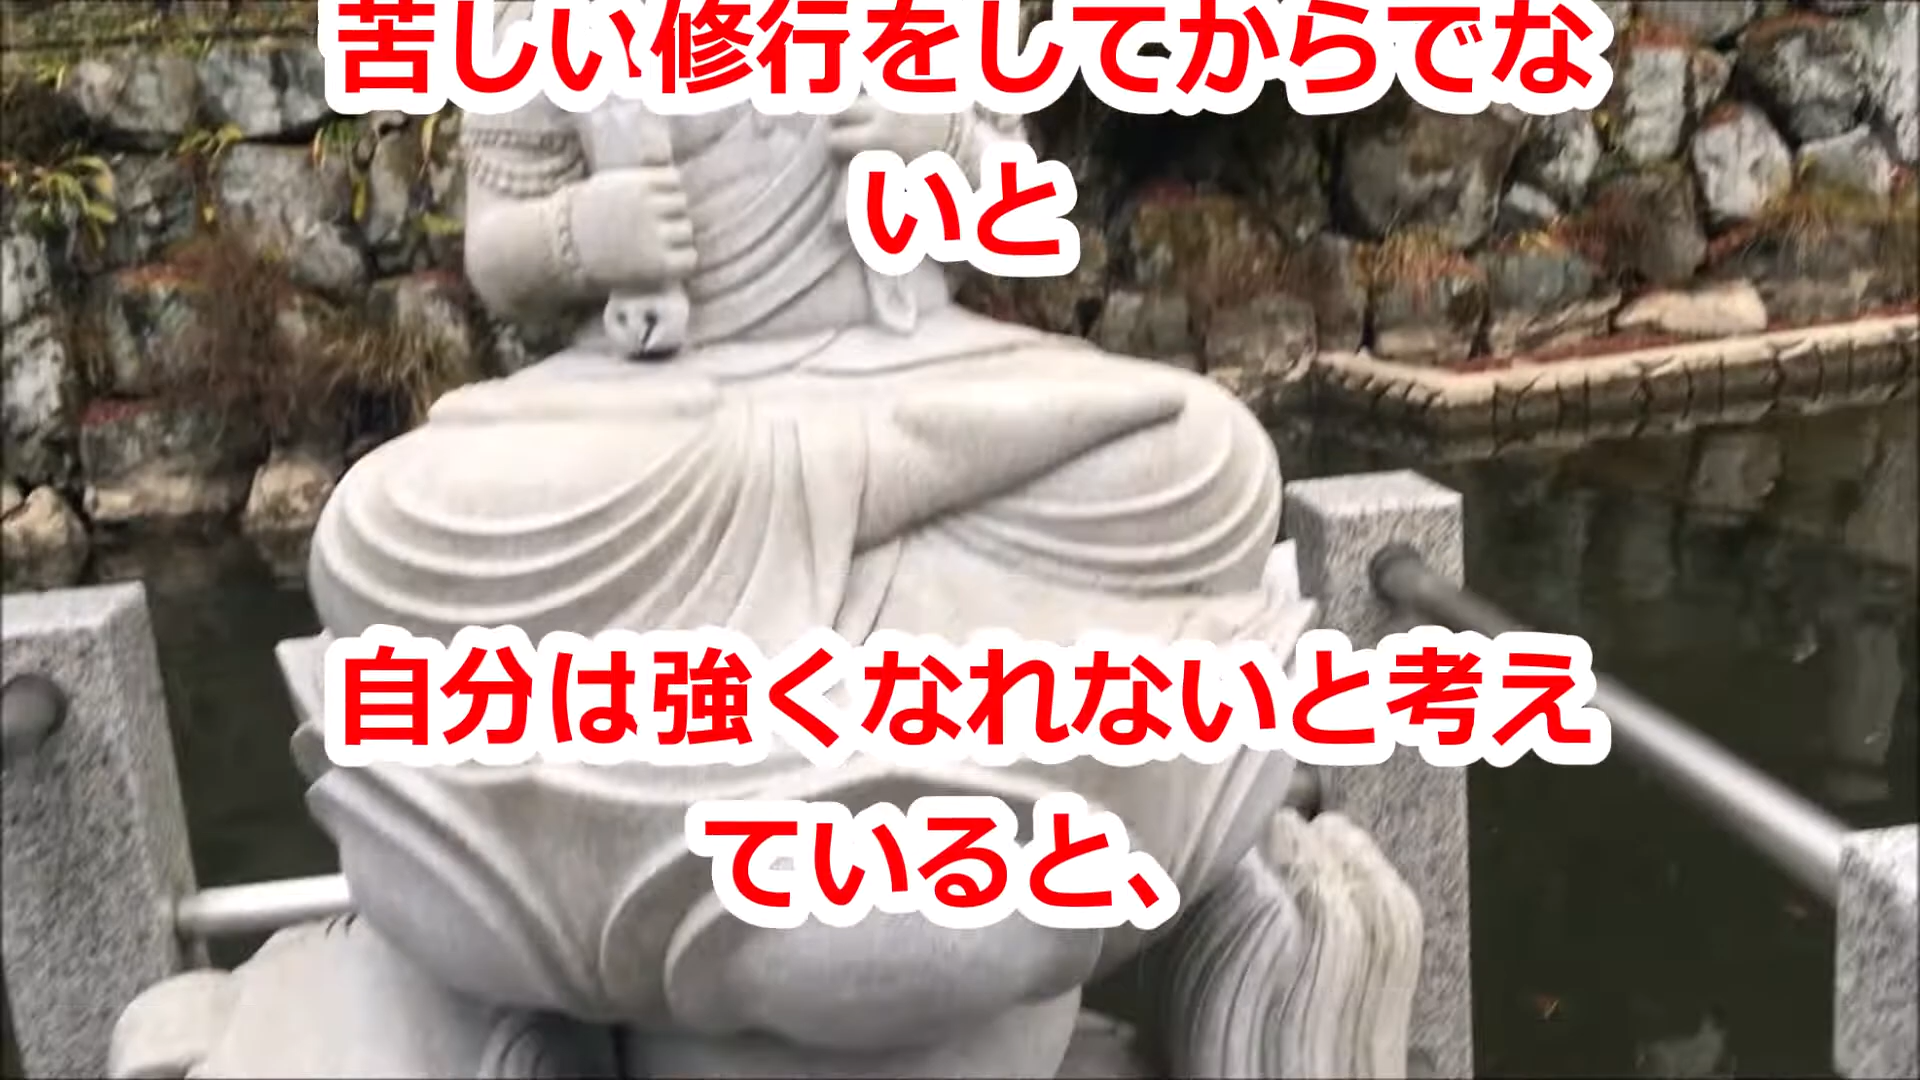 苦しい修行をしてからでな
いと
自分は強くなれないと考え
ていると、